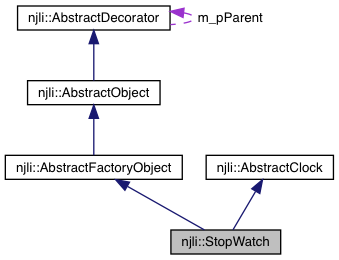 njli::AbstractDecorator
m_pParent
njli::AbstractObject
njli::AbstractFactoryObject
njli::AbstractClock
njli::StopWatch